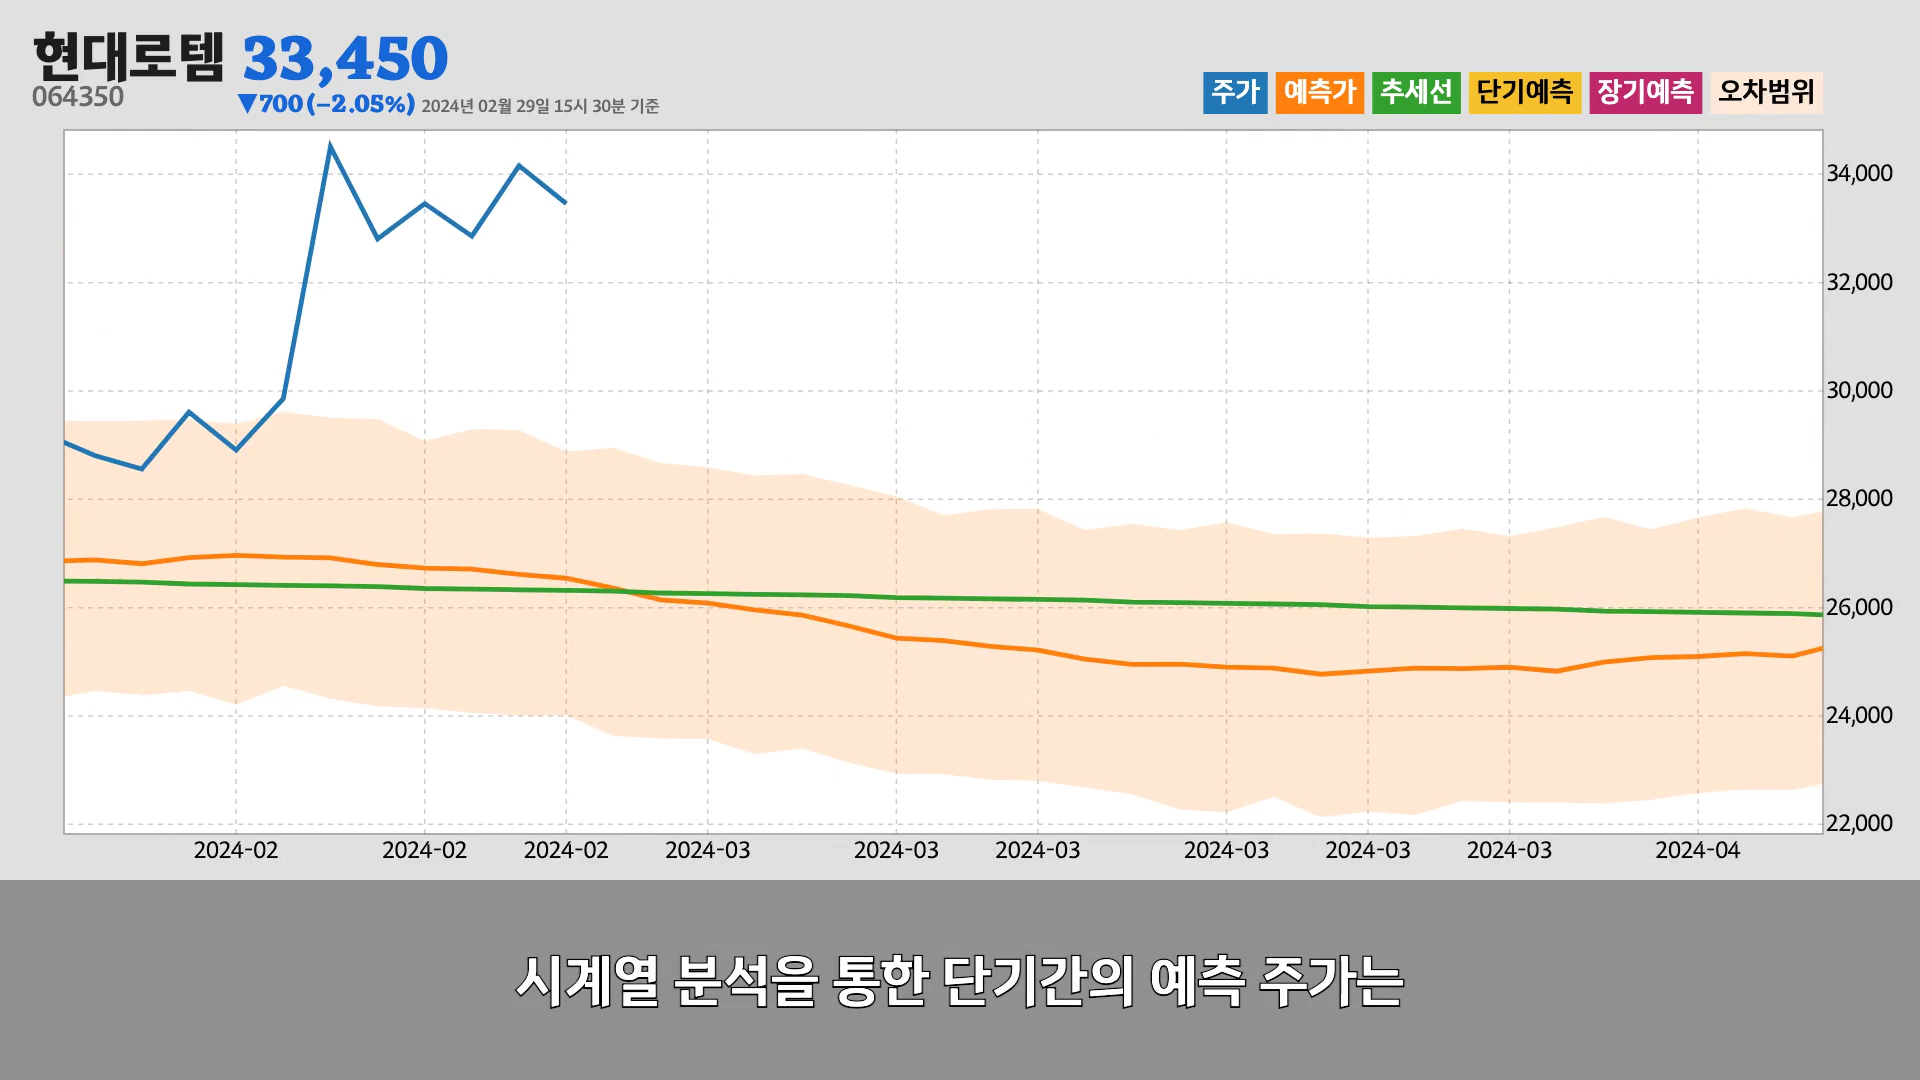 현대로템 33,450
064350
▼700 (−2.05%) 2024년 02월 29일 15시 30분 기준
주가 예측가 추세선 단기예측 장기예측 오차범위
34,000
32,000
30,000
28,000
26,000
24,000
22,000
2024-02 2024-02 2024-02 2024-03 2024-03 2024-03 2024-03 2024-03 2024-03 2024-04
시계열 분석을 통한 단기간의 예측 주가는